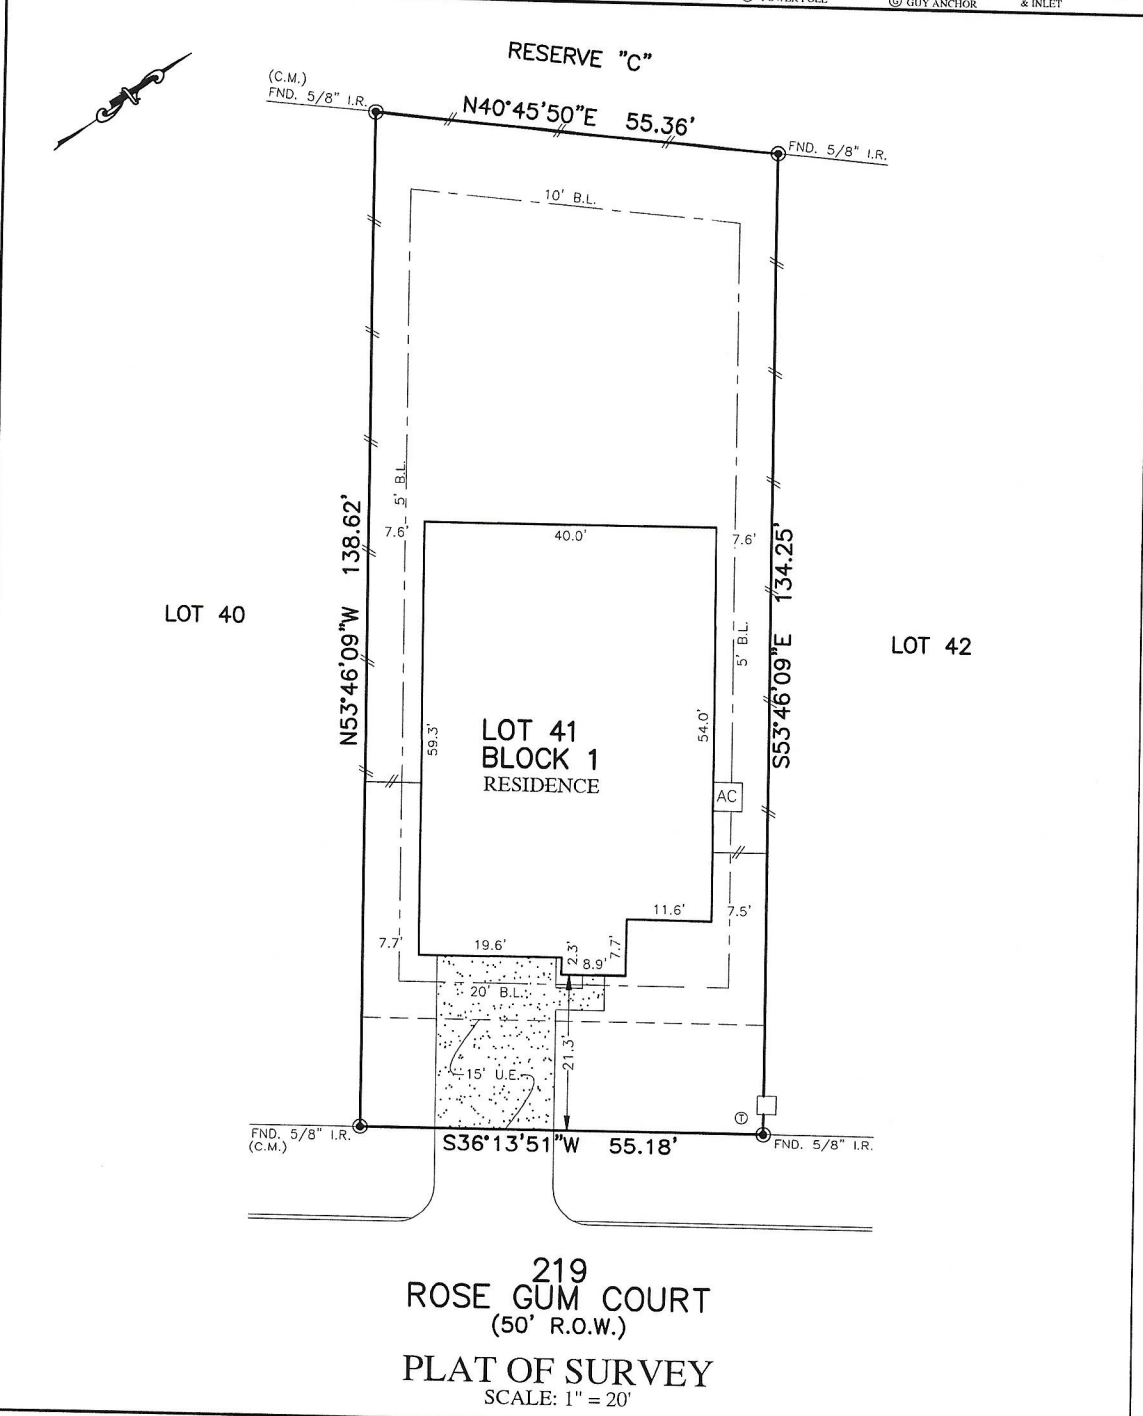 GUY ANCHOR
& INLET
RESERVE "C"
(C.M.)
FND. 5/8" I.R.
N40°45'50"E 55.36'
FND. 5/8" I.R.
10' B.L.
5' B.L.
7.6'
40.0'
7.6'
N53°46'09"W 138.62'
S53°46'09"E 134.25'
LOT 40
LOT 42
5' B.L.
59.3'
54.0'
LOT 41
BLOCK 1
RESIDENCE
AC
11.6'
7.5'
7.7'
19.6'
2.3'
8.9'
7.7'
20' B.L.
21.3'
15' U.E.
T
FND. 5/8" I.R.
(C.M.)
S36°13'51"W 55.18'
FND. 5/8" I.R.
219
ROSE GUM COURT
(50' R.O.W.)
PLAT OF SURVEY
SCALE: 1" = 20'